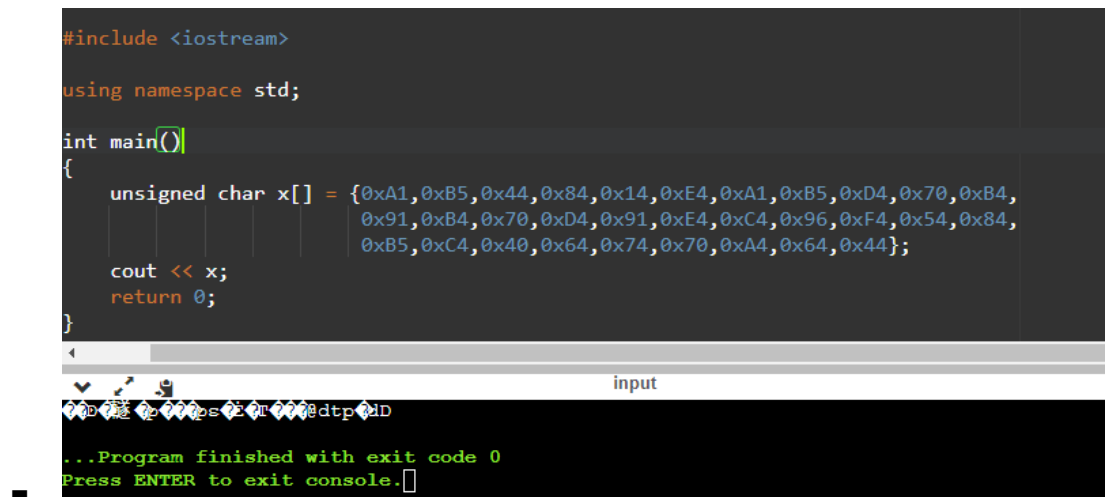 #include <iostream>
using namespace std;
int main()
{
unsigned char x[] = {0xA1,0xB5,0x44,0x84,0x14,0xE4,0xA1,0xB5,0xD4,0x70,0xB4,
0x91,0xB4,0x70,0xD4,0x91,0xE4,0xC4,0x96,0xF4,0x54,0x84,
0xB5,0xC4,0x40,0x64,0x74,0x70,0xA4,0x64,0x44};
cout << x;
return 0;
}
input
@dtp�dD
...Program finished with exit code 0
Press ENTER to exit console.